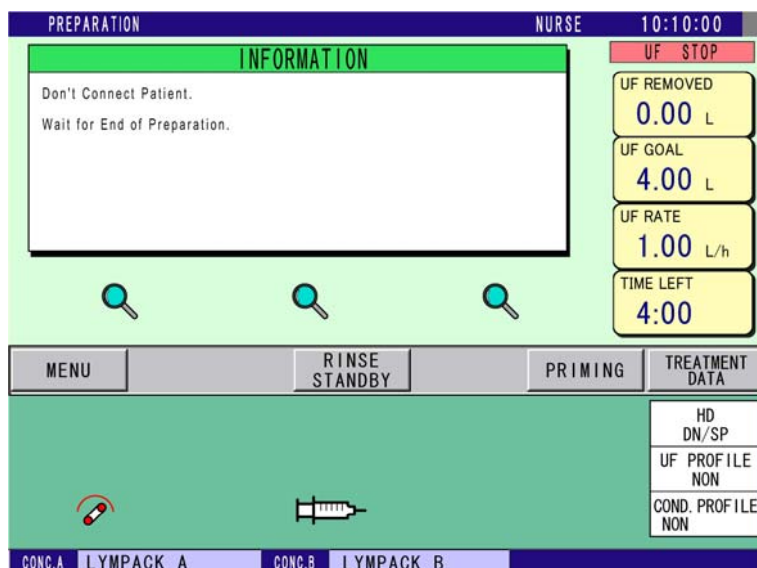 PREPARATION NURSE 10:10:00
INFORMATION
Don't Connect Patient.
Wait for End of Preparation.
UF STOP
UF REMOVED
0.00 L
UF GOAL
4.00 L
UF RATE
1.00 L/h
TIME LEFT
4:00
MENU
RINSE
STANDBY
PRIMING
TREATMENT
DATA
HD
DN/SP
UF PROFILE
NON
COND. PROFILE
NON
CONC.A LYMPACK A CONC.B LYMPACK B